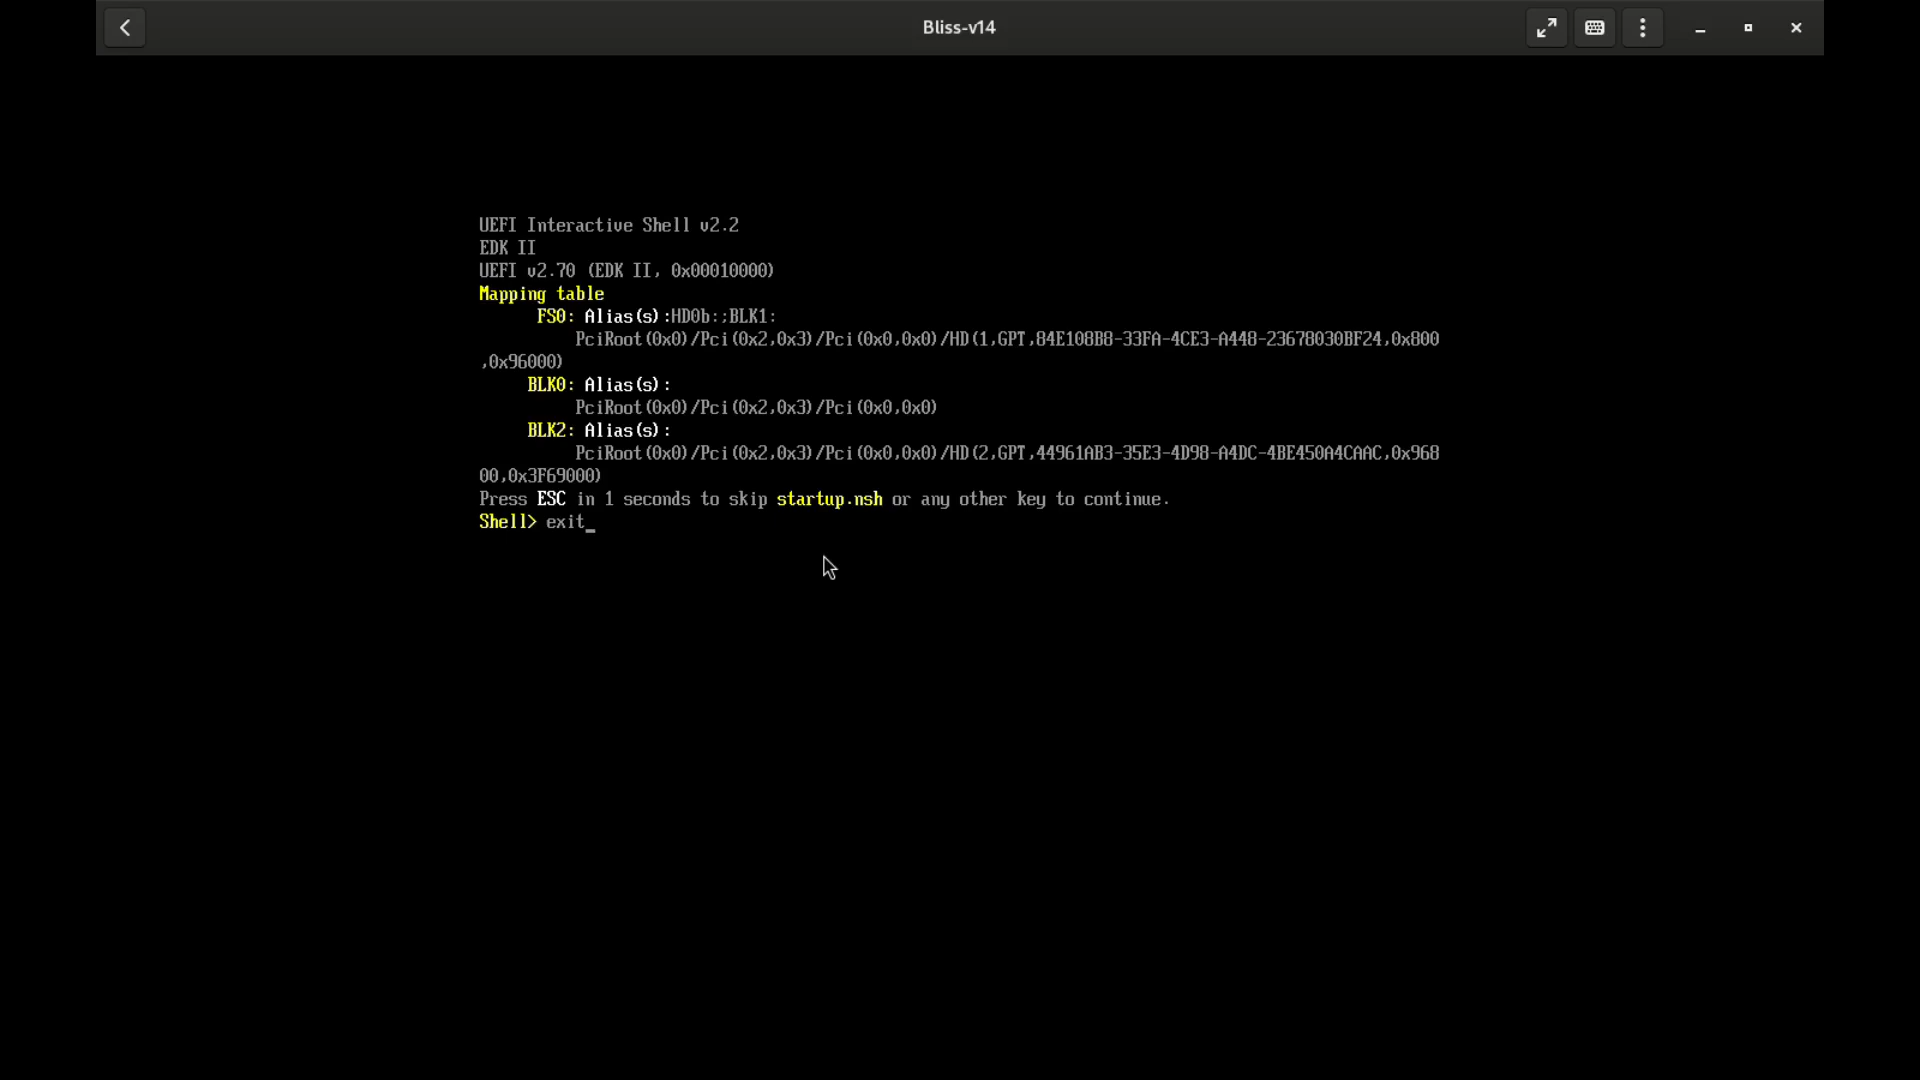 Bliss-v14
UEFI Interactive Shell v2.2
EDK II
UEFI v2.70 (EDK II, 0x00010000)
Mapping table
FS0: Alias(s):HD0b:;BLK1:
PciRoot(0x0)/Pci(0x2,0x3)/Pci(0x0,0x0)/HD(1,GPT,84E108B8-33FA-4CE3-A448-23678030BF24,0x800
,0x96000)
BLK0: Alias(s):
PciRoot(0x0)/Pci(0x2,0x3)/Pci(0x0,0x0)
BLK2: Alias(s):
PciRoot(0x0)/Pci(0x2,0x3)/Pci(0x0,0x0)/HD(2,GPT,44961AB3-35E3-4D98-A4DC-4BE450A4CAAC,0x968
00,0x3F69000)
Press ESC in 1 seconds to skip startup.nsh or any other key to continue.
Shell> exit_